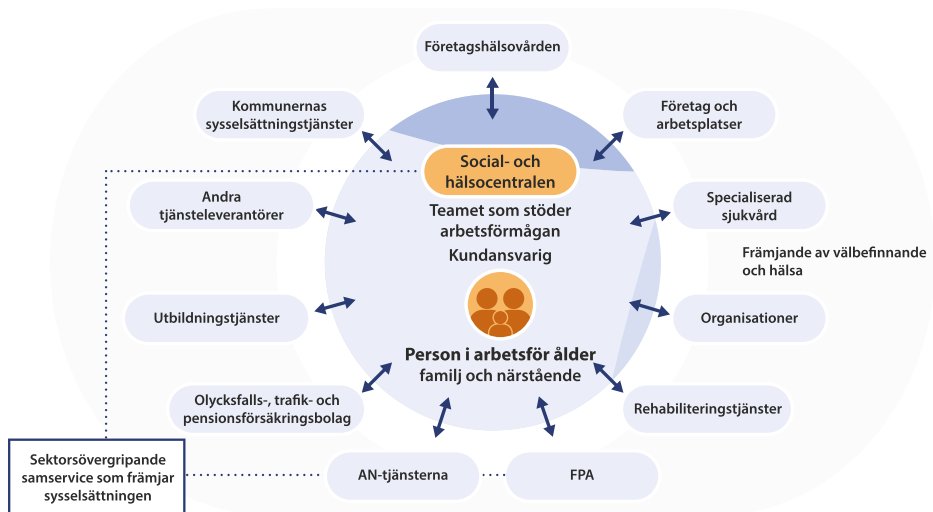 Företagshälsovården
Kommunernas
sysselsättningstjänster
Företag och
arbetsplatser
Social- och
hälsocentralen
Andra
tjänsteleverantörer
Teamet som stöder
arbetsförmågan
Kundansvarig
Specialiserad
sjukvård
Främjande av välbefinnande
och hälsa
Utbildningstjänster
Organisationer
Person i arbetsför ålder
familj och närstående
Olycksfalls-, trafik- och
pensionsförsäkringsbolag
Rehabiliteringstjänster
Sektorsövergripande
samservice som främjar
sysselsättningen
AN-tjänsterna
FPA